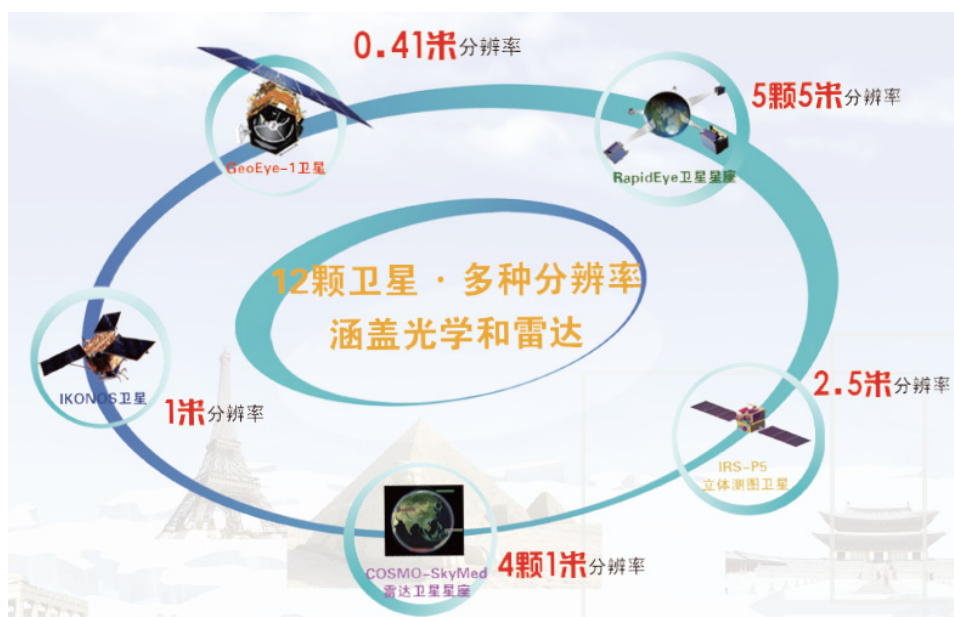 0.41米分辨率
GeoEye-1卫星
5颗5米分辨率
RapidEye卫星星座
12颗卫星·多种分辨率
涵盖光学和雷达
IKONOS卫星
1米分辨率
2.5米分辨率
IRS-P5
立体测图卫星
COSMO-SkyMed
雷达卫星星座
4颗1米分辨率